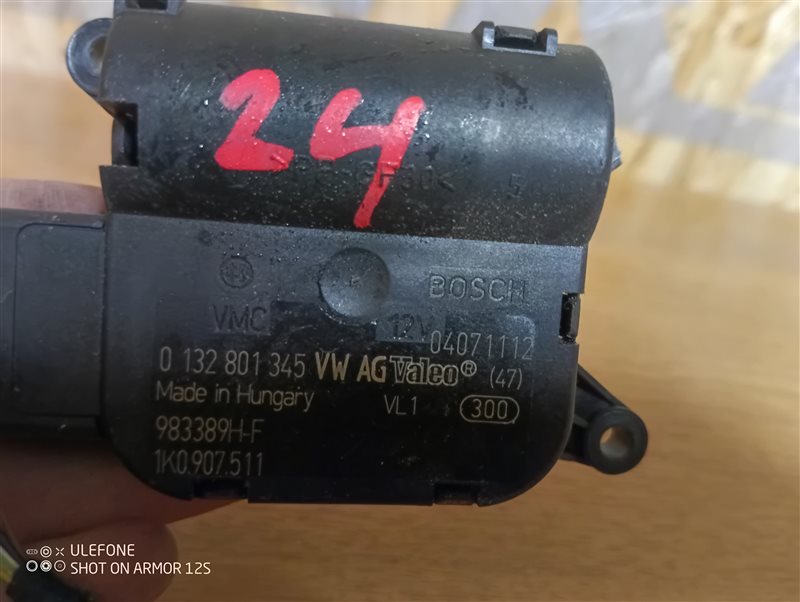 24
BOSCH
VMC 12V
04071112
0 132 801 345 VW AG Valeo® (47)
Made in Hungary VL1 300
983389H-F
1K0.907.511
ULEFONE
SHOT ON ARMOR 12S